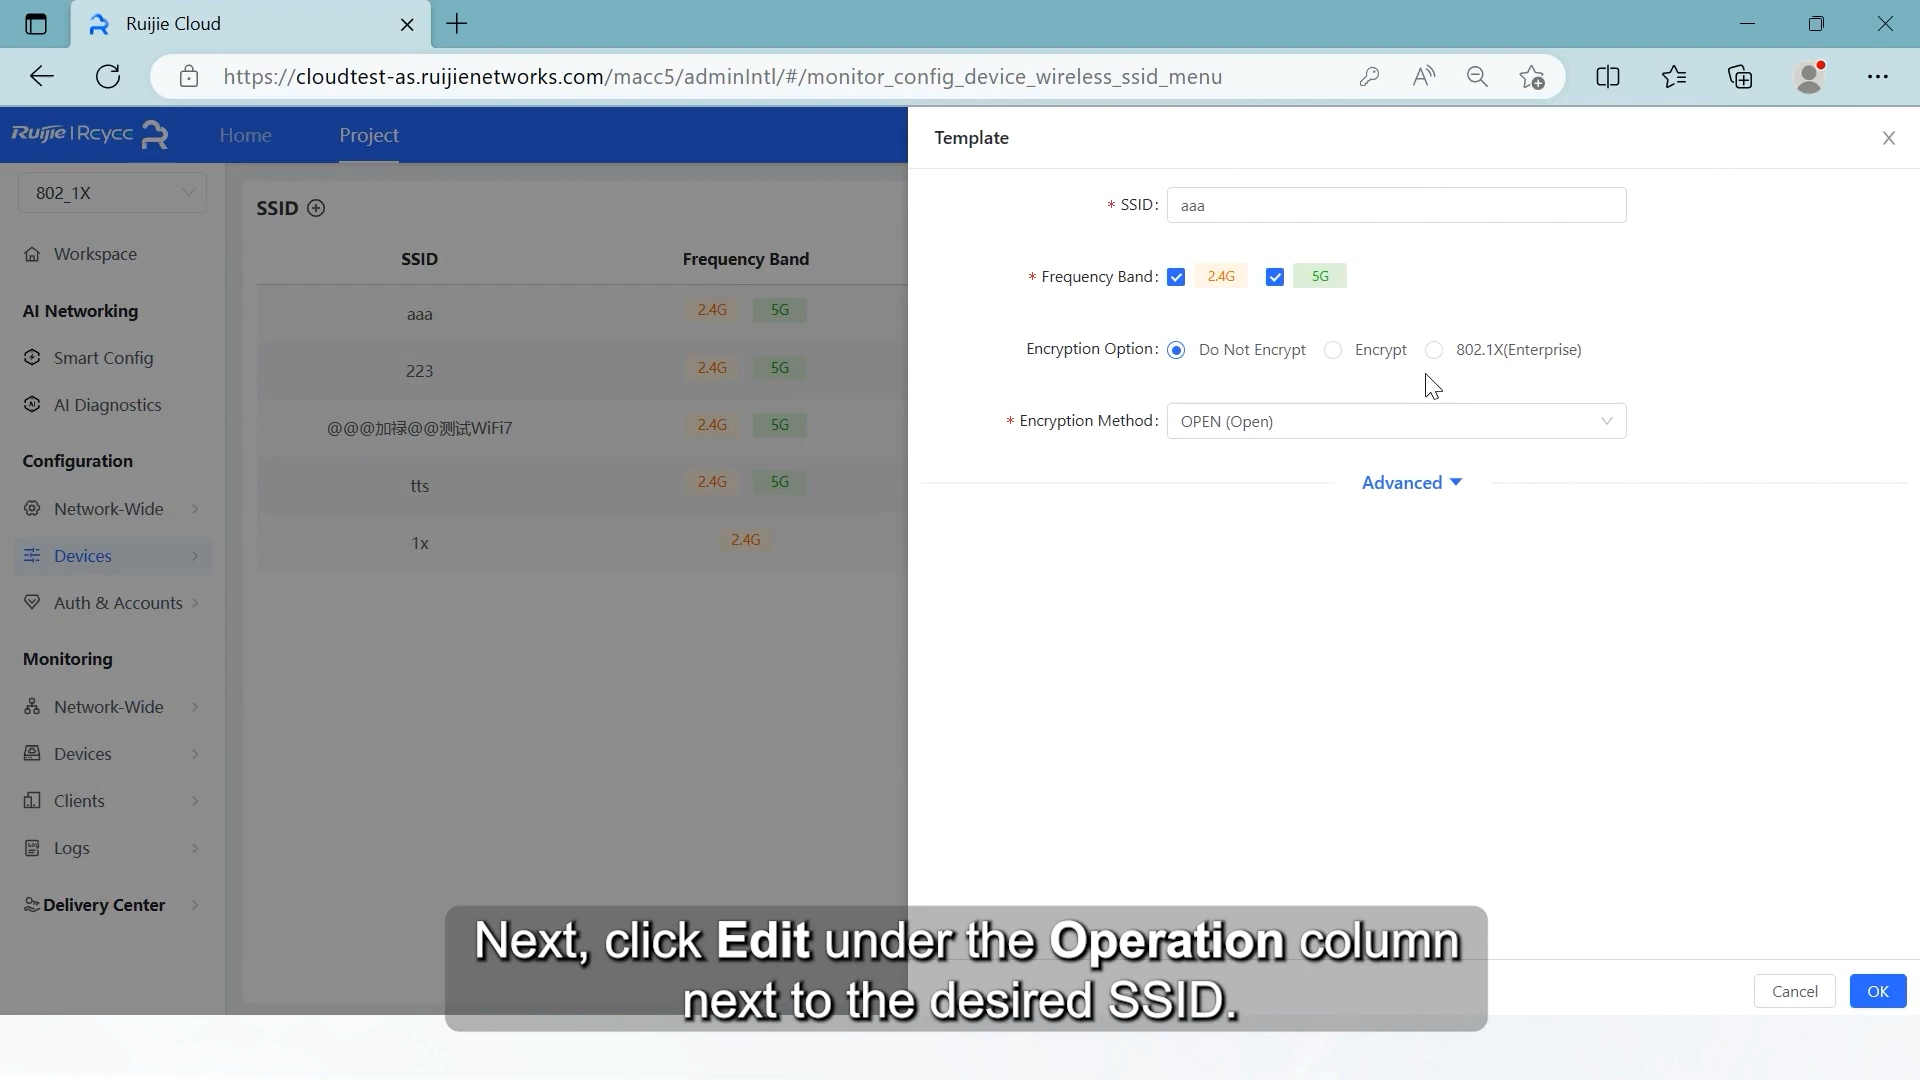 Ruijie Cloud
https://cloudtest-as.ruijienetworks.com/macc5/adminIntl/#/monitor_config_device_wireless_ssid_menu
Ruijie | Rcycc
Home
Project
802_1X
Workspace
AI Networking
Smart Config
AI Diagnostics
Configuration
Network-Wide
Devices
Auth & Accounts
Monitoring
Network-Wide
Devices
Clients
Logs
Delivery Center
SSID
SSID Frequency Band
aaa 2.4G 5G
223 2.4G 5G
@@@加禄@@测试WiFi7 2.4G 5G
tts 2.4G 5G
1x 2.4G
Template
* SSID: aaa
* Frequency Band: 2.4G 5G
Encryption Option: Do Not Encrypt Encrypt 802.1X(Enterprise)
* Encryption Method: OPEN (Open)
Advanced
Cancel OK
Next, click Edit under the Operation column
next to the desired SSID.